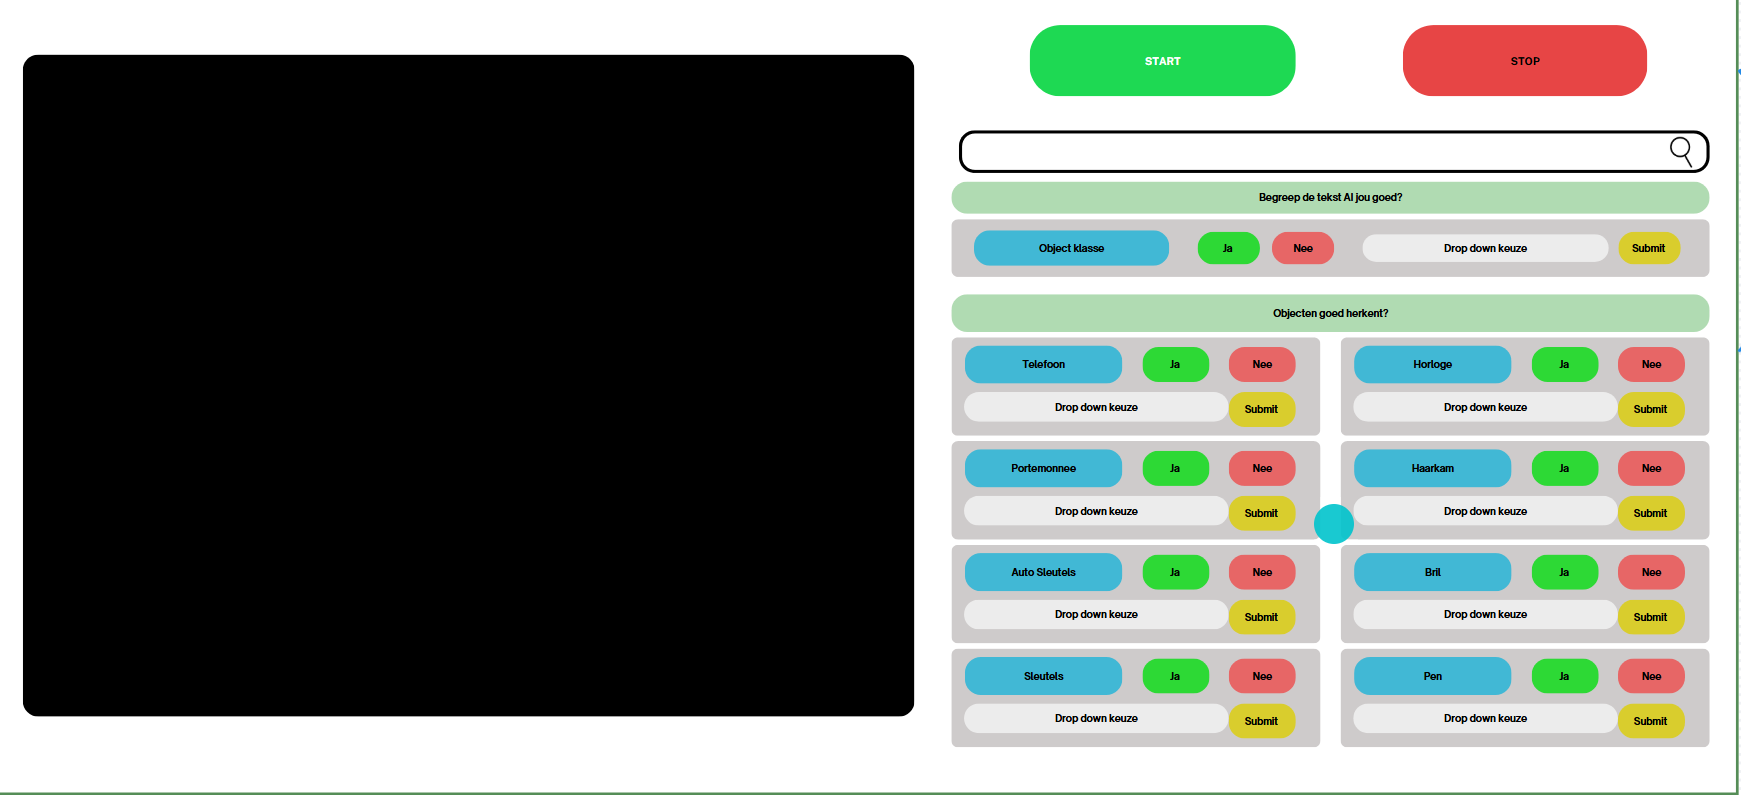 START STOP
Begreep de tekst AI jou goed?
Object klasse Ja Nee Drop down keuze Submit
Objecten goed herkent?
Telefoon Ja Nee
Drop down keuze Submit
Horloge Ja Nee
Drop down keuze Submit
Portemonnee Ja Nee
Drop down keuze Submit
Haarkam Ja Nee
Drop down keuze Submit
Auto Sleutels Ja Nee
Drop down keuze Submit
Bril Ja Nee
Drop down keuze Submit
Sleutels Ja Nee
Drop down keuze Submit
Pen Ja Nee
Drop down keuze Submit